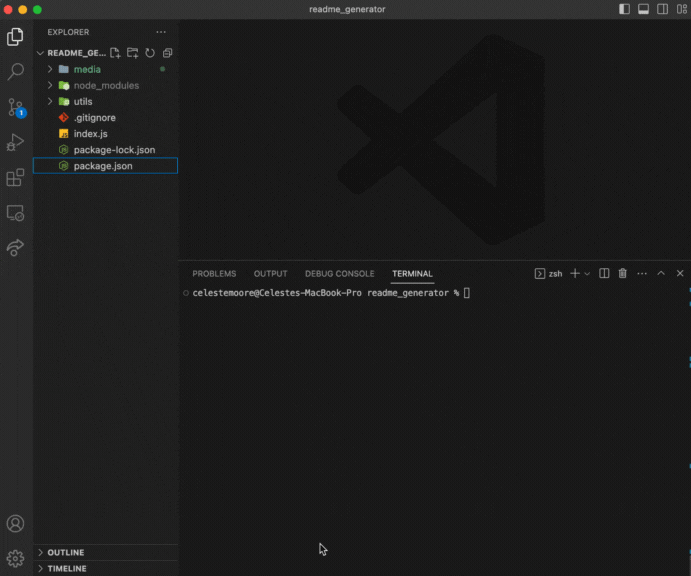 readme_generator
EXPLORER
README_GE...
media
node_modules
utils
.gitignore
index.js
package-lock.json
package.json
1
PROBLEMS OUTPUT DEBUG CONSOLE TERMINAL zsh
celestemoore@Celestes-MacBook-Pro readme_generator %
OUTLINE
TIMELINE